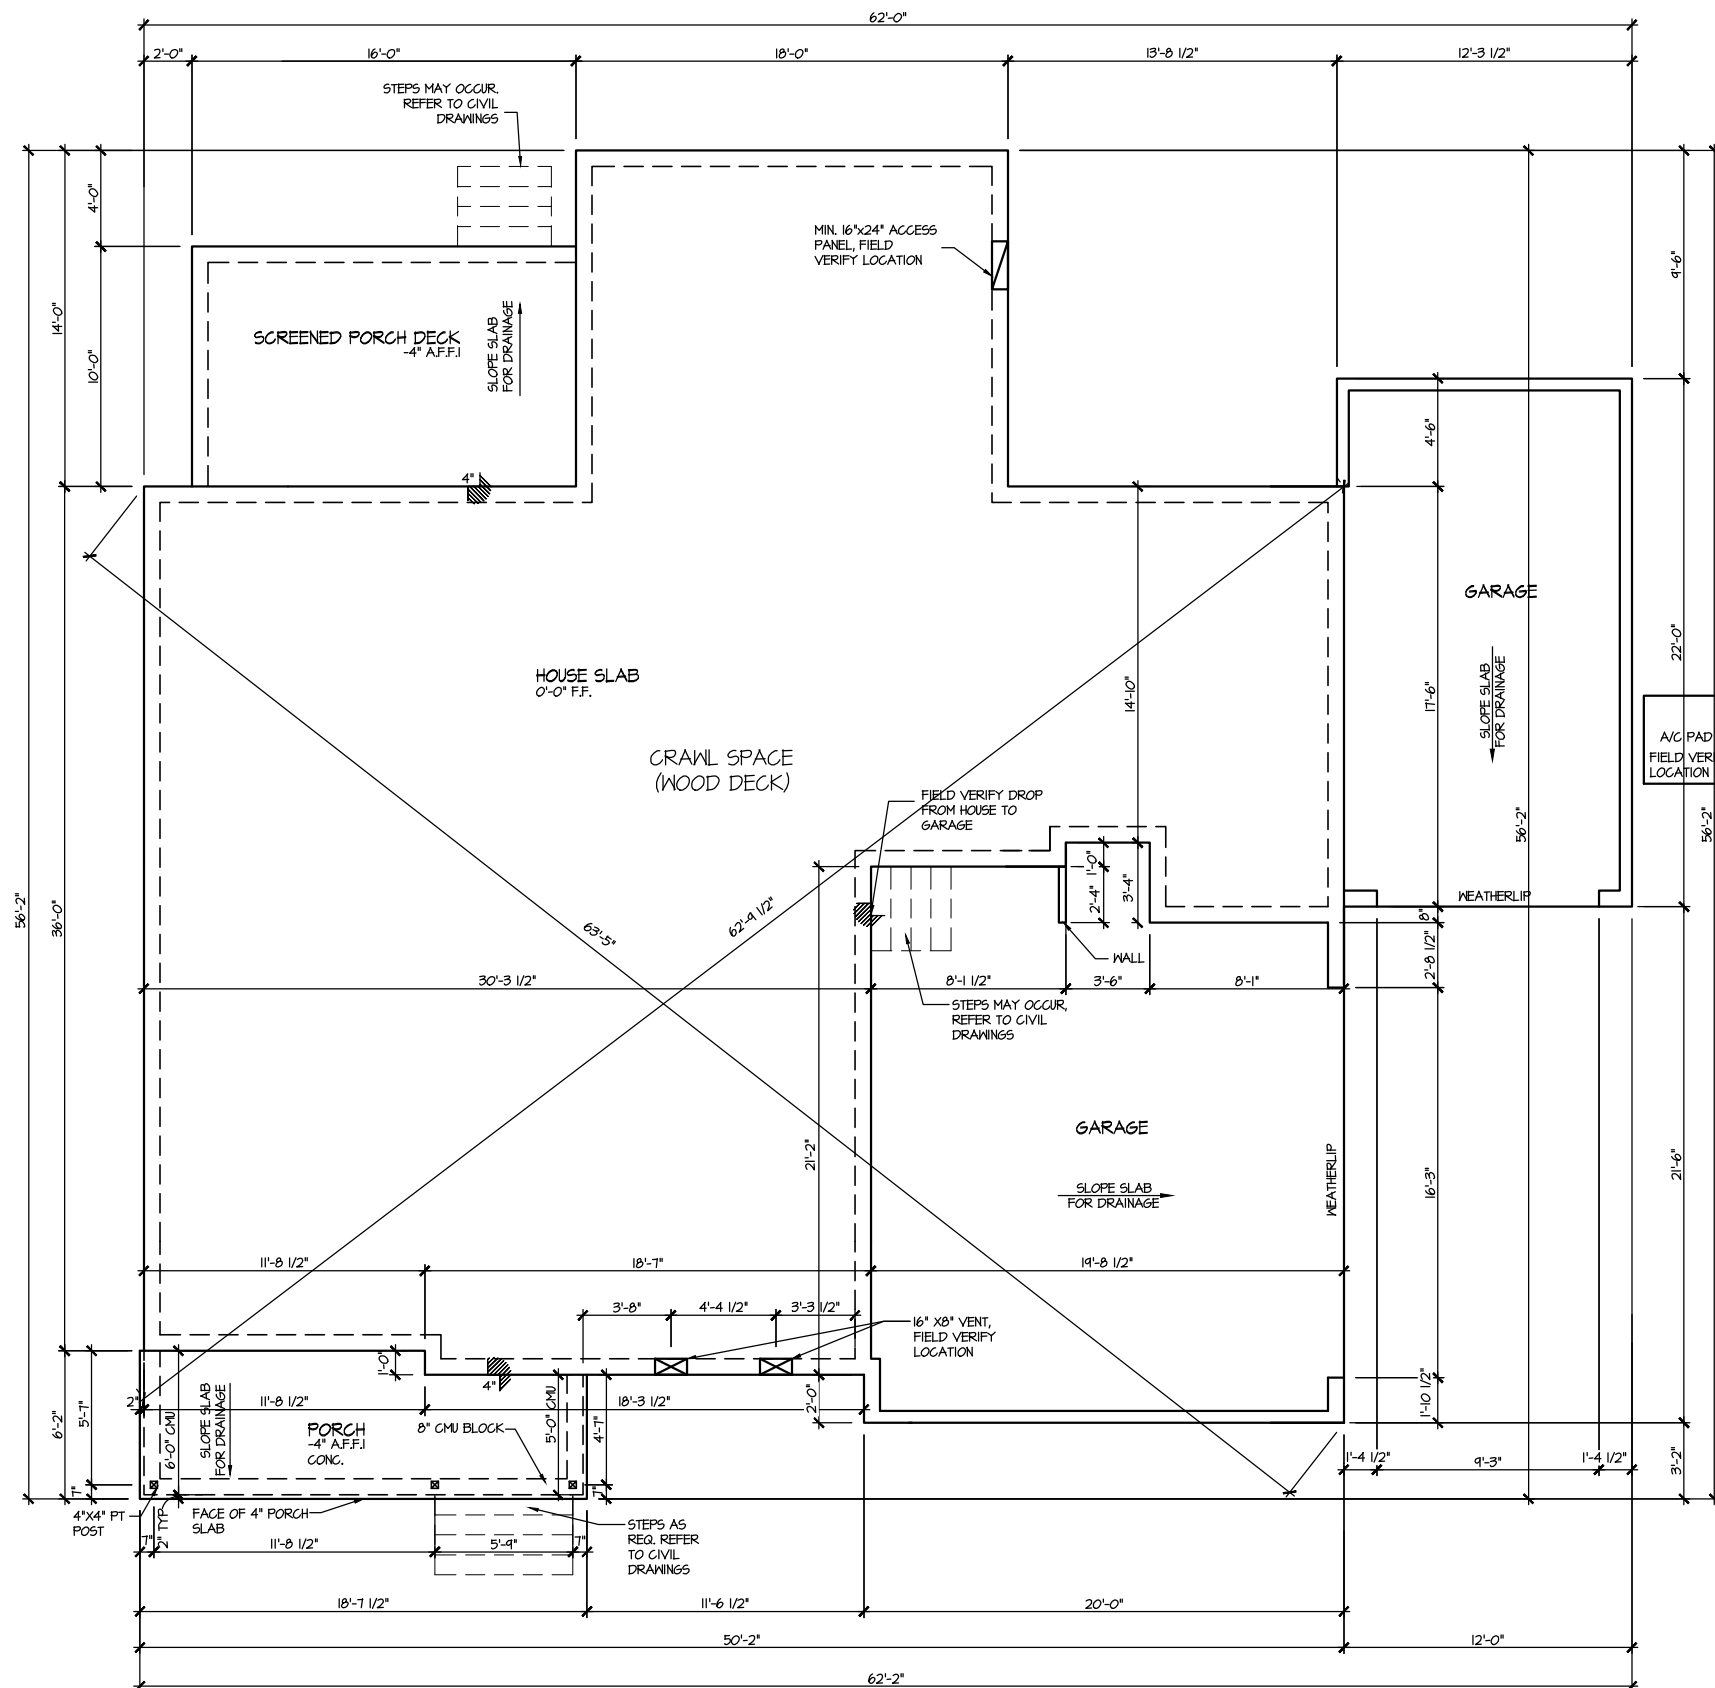 62'-0"
2'-0"
16'-0"
18'-0"
13'-8 1/2"
12'-3 1/2"
STEPS MAY OCCUR.
REFER TO CIVIL
DRAWINGS
4'-0"
MIN. 16"x24" ACCESS
PANEL, FIELD
VERIFY LOCATION
9'-6"
14'-0"
10'-0"
SCREENED PORCH DECK
-4" A.F.F.I
SLOPE SLAB
FOR DRAINAGE
4'-6"
4"
GARAGE
22'-0"
HOUSE SLAB
0'-0" F.F.
14'-10"
17'-6"
SLOPE SLAB
FOR DRAINAGE
CRAWL SPACE
(WOOD DECK)
A/C PAD
FIELD VER
LOCATION
FIELD VERIFY DROP
FROM HOUSE TO
GARAGE
56'-2"
56'-2"
56'-2"
36'-0"
1'-0"
2'-4"
3'-4"
WEATHERLIP
8"
63'-5"
62'-9 1/2"
WALL
2'-8 1/2"
30'-3 1/2"
8'-1 1/2"
3'-6"
8'-1"
STEPS MAY OCCUR,
REFER TO CIVIL
DRAWINGS
GARAGE
21'-2"
SLOPE SLAB
FOR DRAINAGE
WEATHERLIP
16'-3"
21'-6"
11'-8 1/2"
18'-7"
19'-8 1/2"
3'-8"
4'-4 1/2"
3'-3 1/2"
16" X8" VENT,
FIELD VERIFY
LOCATION
1'-0"
4"
2"
11'-8 1/2"
18'-3 1/2"
2'-0"
1'-10 1/2"
6'-2"
5'-7"
6'-0" CMU
SLOPE SLAB
FOR DRAINAGE
PORCH
-4" A.F.F.I
CONC.
8" CMU BLOCK
5'-0" CMU
4'-7"
1'-4 1/2"
9'-3"
1'-4 1/2"
3'-2"
7"
7"
4"X4" PT
POST
2" TYP.
FACE OF 4" PORCH
SLAB
STEPS AS
REQ. REFER
TO CIVIL
DRAWINGS
7"
11'-8 1/2"
5'-9"
7"
18'-7 1/2"
11'-6 1/2"
20'-0"
50'-2"
12'-0"
62'-2"